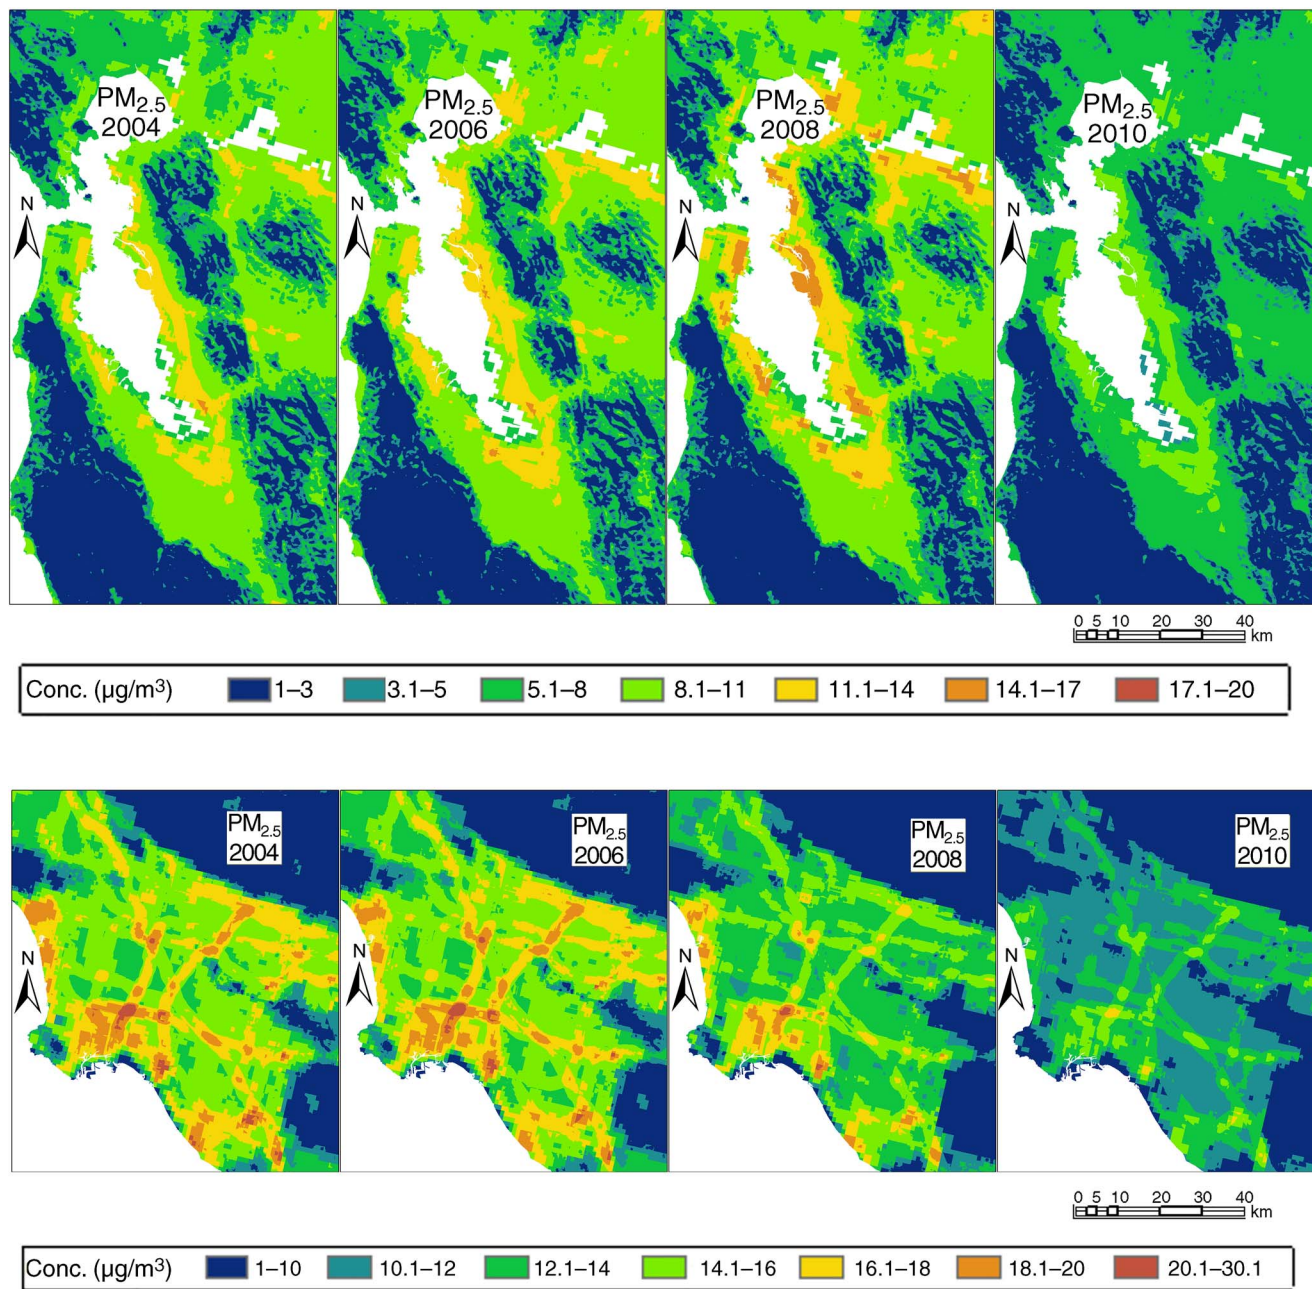 PM2.5
2004
PM2.5
2006
PM2.5
2008
PM2.5
2010
N
N
N
N
0 5 10 20 30 40
km
Conc. (µg/m³) 1–3 3.1–5 5.1–8 8.1–11 11.1–14 14.1–17 17.1–20
PM2.5
2004
PM2.5
2006
PM2.5
2008
PM2.5
2010
N
N
N
N
0 5 10 20 30 40
km
Conc. (µg/m³) 1–10 10.1–12 12.1–14 14.1–16 16.1–18 18.1–20 20.1–30.1